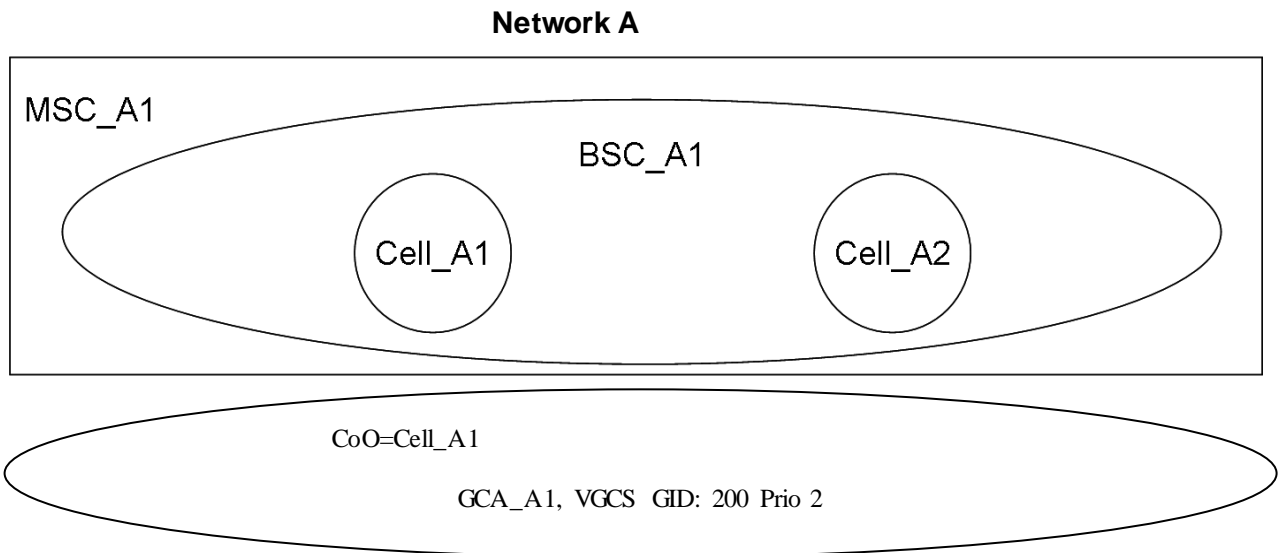 Network A
MSC_A1
BSC_A1
Cell_A1
Cell_A2
CoO=Cell_A1
GCA_A1, VGCS GID: 200 Prio 2